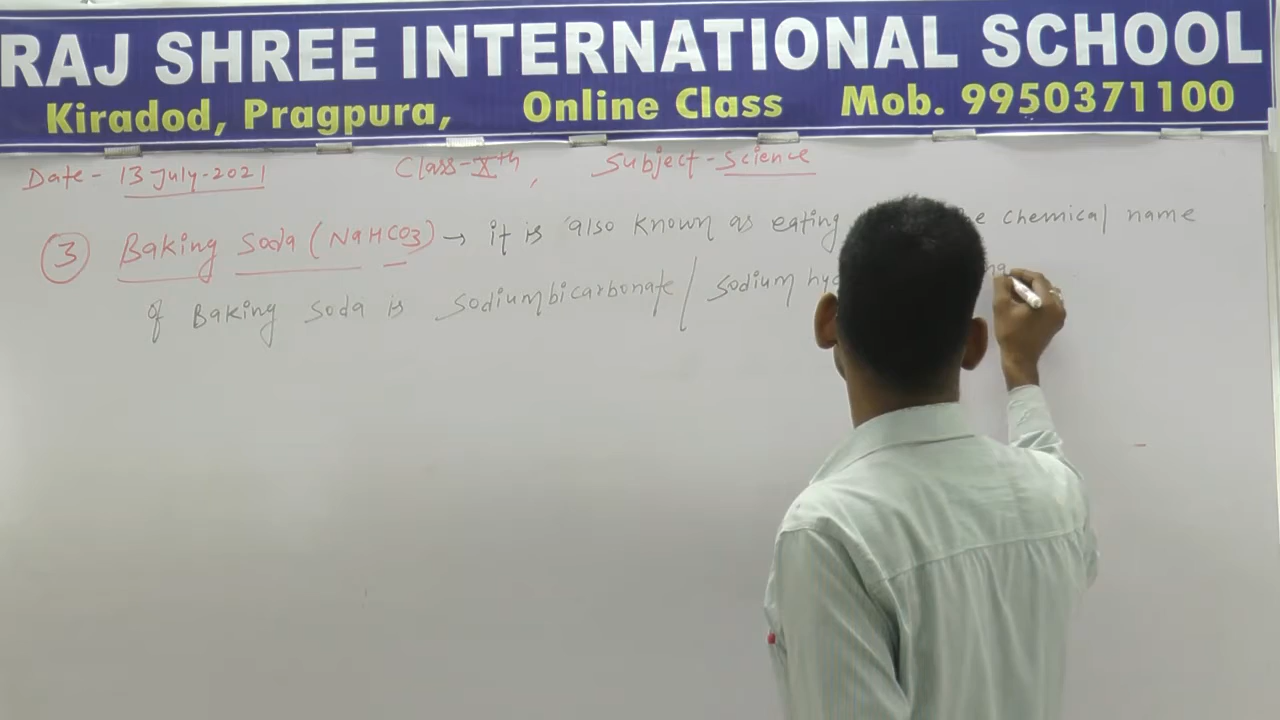 RAJ SHREE INTERNATIONAL SCHOOL
Kiradod, Pragpura, Online Class Mob. 9950371100
Date - 13 July-2021 Class-Xth, Subject-Science
3 Baking Soda (NaHCO3) → it is also known as eating chemical name
of Baking Soda is Sodiumbicarbonate/ Sodium